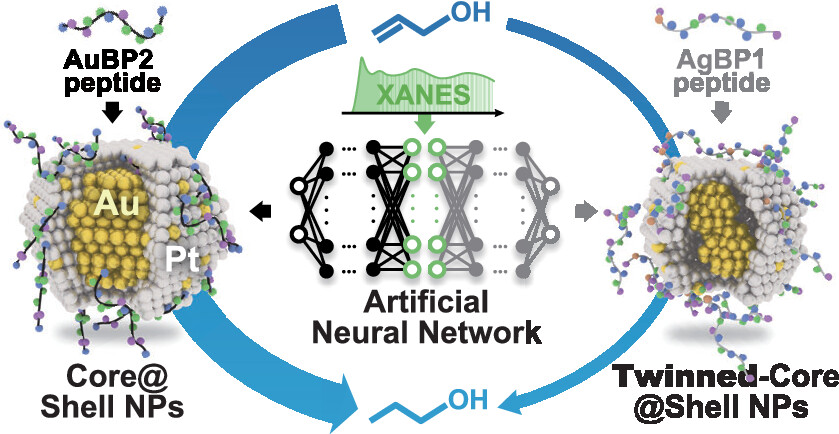 OH
AuBP2
peptide
AgBP1
peptide
XANES
Au
Pt
Artificial
Neural Network
Core@
Shell NPs
OH
Twinned-Core
@Shell NPs